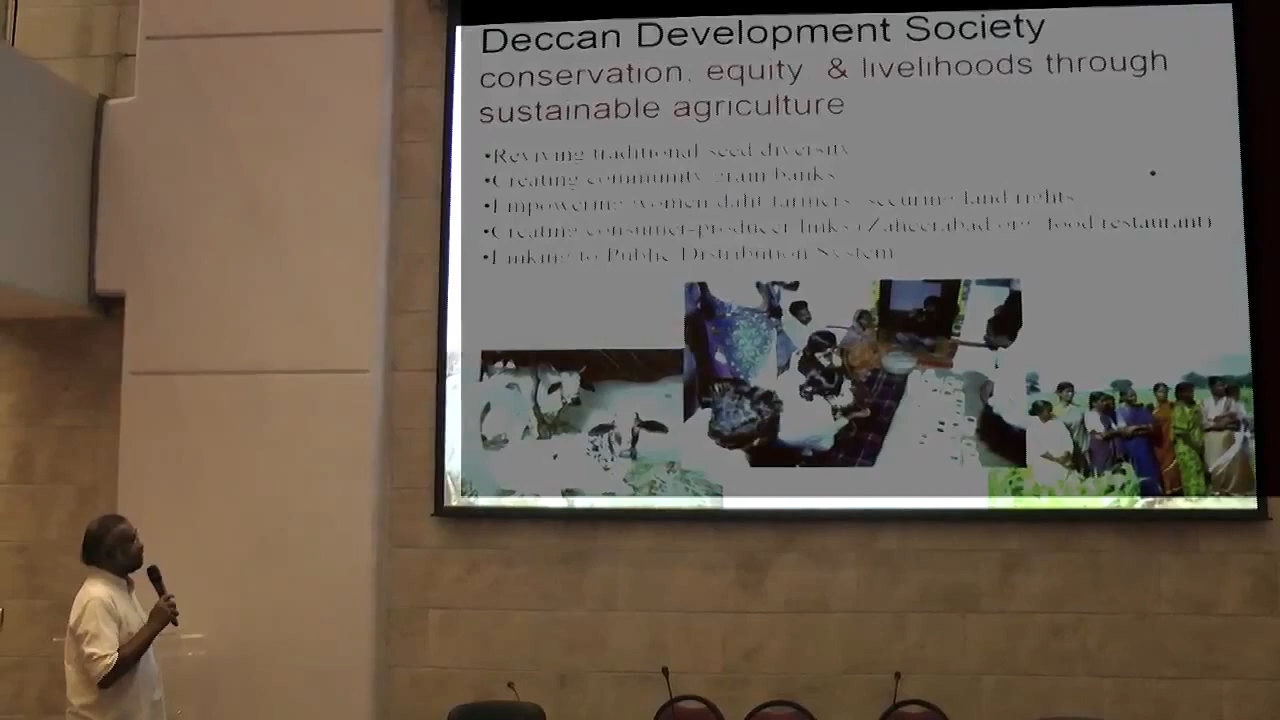 Deccan Development Society
conservation, equity & livelihoods through
sustainable agriculture
•Reviving traditional seed diversity
•Creating community grain banks
•Empowering women dalit farmers, securing land rights
•Creating consumer-producer links (Zaheerabad org. food restaurant)
•Linking to Public Distribution System